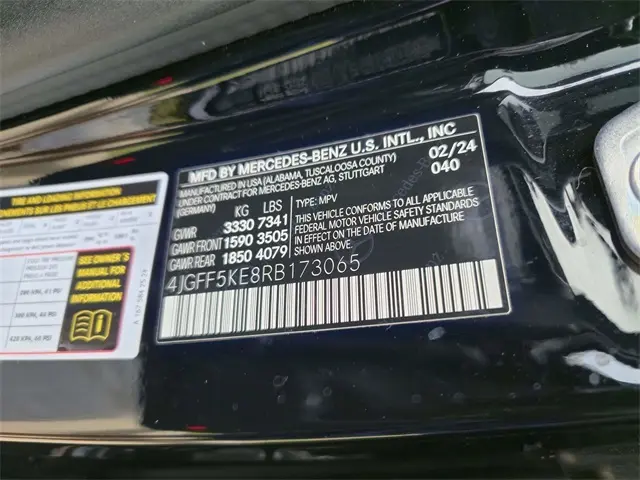 MFD BY MERCEDES-BENZ U.S. INTL., INC
MANUFACTURED IN USA (ALABAMA, TUSCALOOSA COUNTY)
UNDER CONTRACT FOR MERCEDES-BENZ AG, STUTTGART
(GERMANY)
02/24
040
KG LBS
GVWR 3330 7341
GAWR FRONT 1590 3505
GAWR REAR 1850 4079
TYPE: MPV
THIS VEHICLE CONFORMS TO ALL APPLICABLE
FEDERAL MOTOR VEHICLE SAFETY STANDARDS
IN EFFECT ON THE DATE OF MANUFACTURE
SHOWN ABOVE.
4JGFF5KE8RB173065
TIRE AND LOADING INFORMATION
SEE OWNER'S
MANUAL FOR
ADDITIONAL
INFORMATION